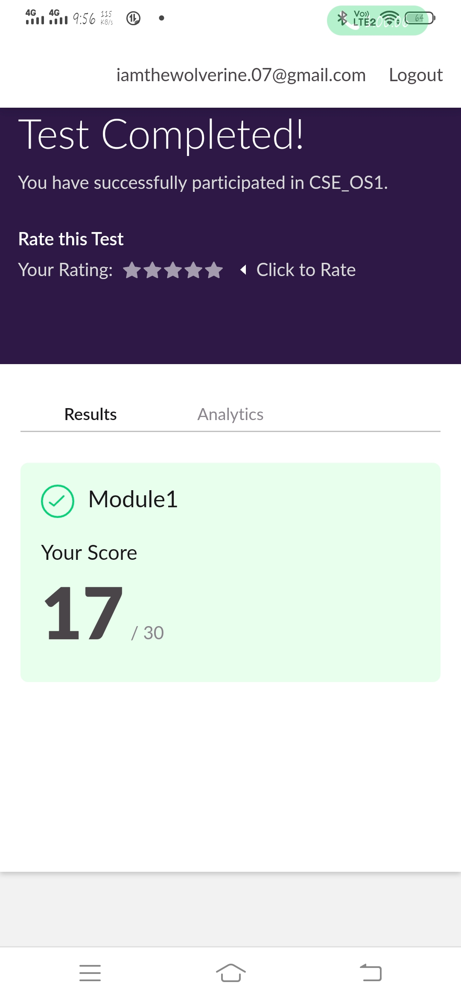 4G 4G 9:56 115 KB/s Vo)) LTE2 64
iamthewolverine.07@gmail.com Logout
Test Completed!
You have successfully participated in CSE_OS1.
Rate this Test
Your Rating: Click to Rate
Results Analytics
Module1
Your Score
17 / 30